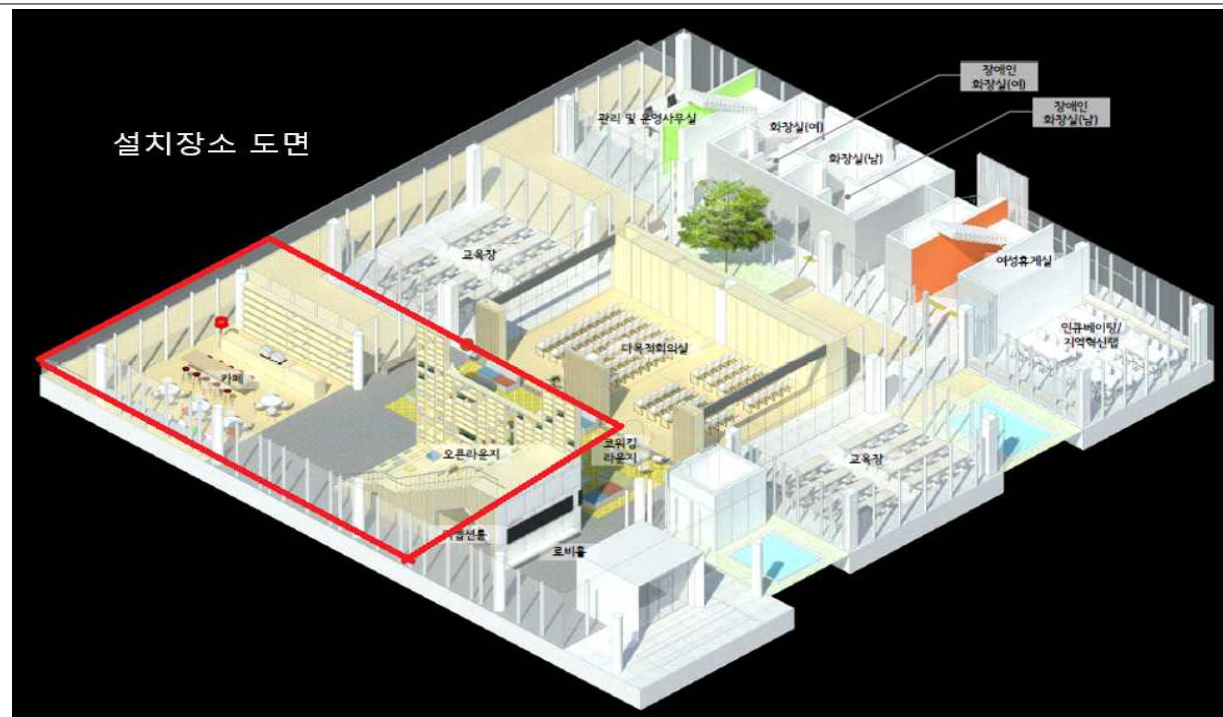 설치장소 도면
장애인
화장실(여)
장애인
화장실(남)
관리 및 운영사무실
화장실(여)
화장실(남)
교육장
여성휴게실
인큐베이팅/
지역혁신랩
다목적회의실
카페
오픈라운지
코워킹
라운지
교육장
로비홀